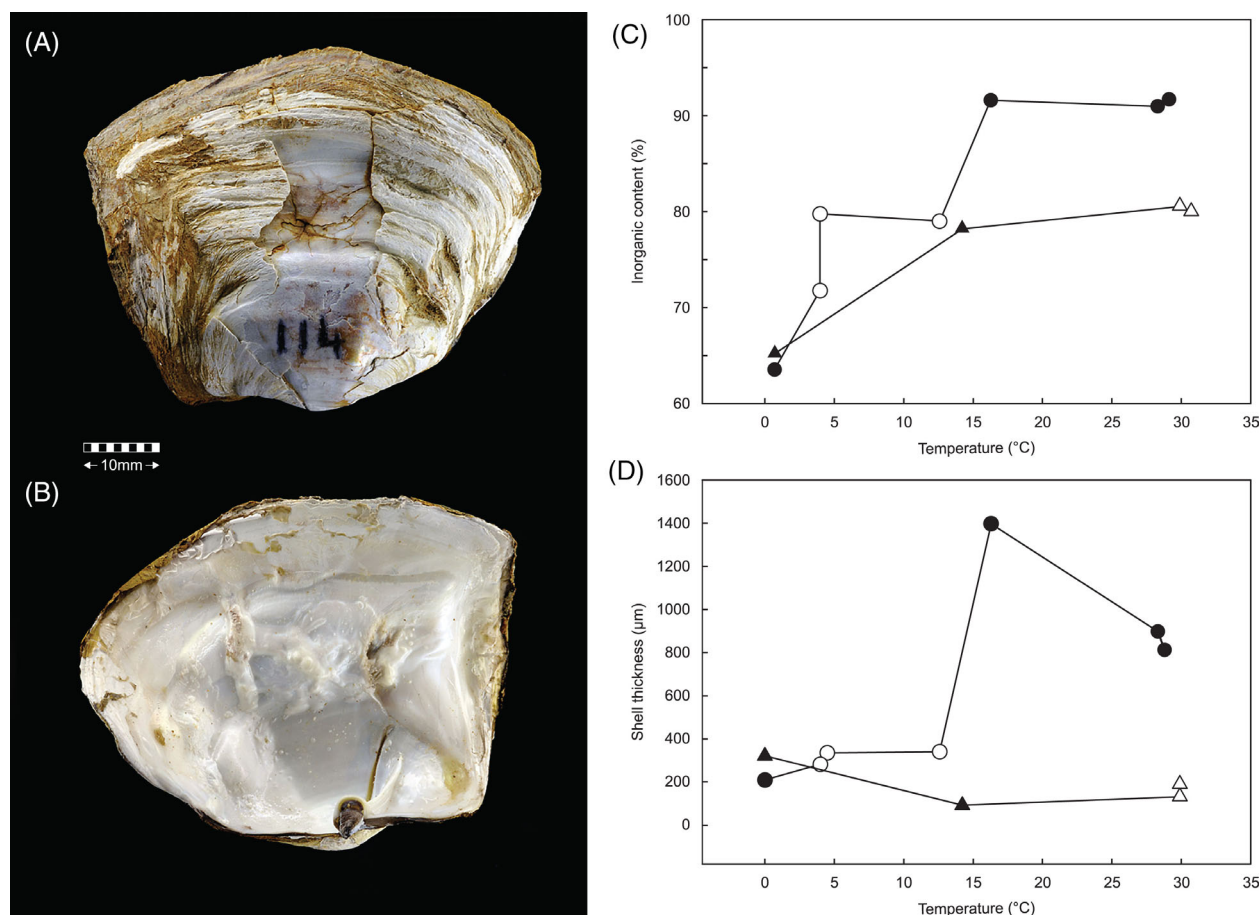 (A)
114
10mm
(B)
(C)
100
90
80
70
60
Inorganic content (%)
0 5 10 15 20 25 30 35
Temperature (°C)
(D)
1600
1400
1200
1000
800
600
400
200
0
Shell thickness (µm)
0 5 10 15 20 25 30 35
Temperature (°C)